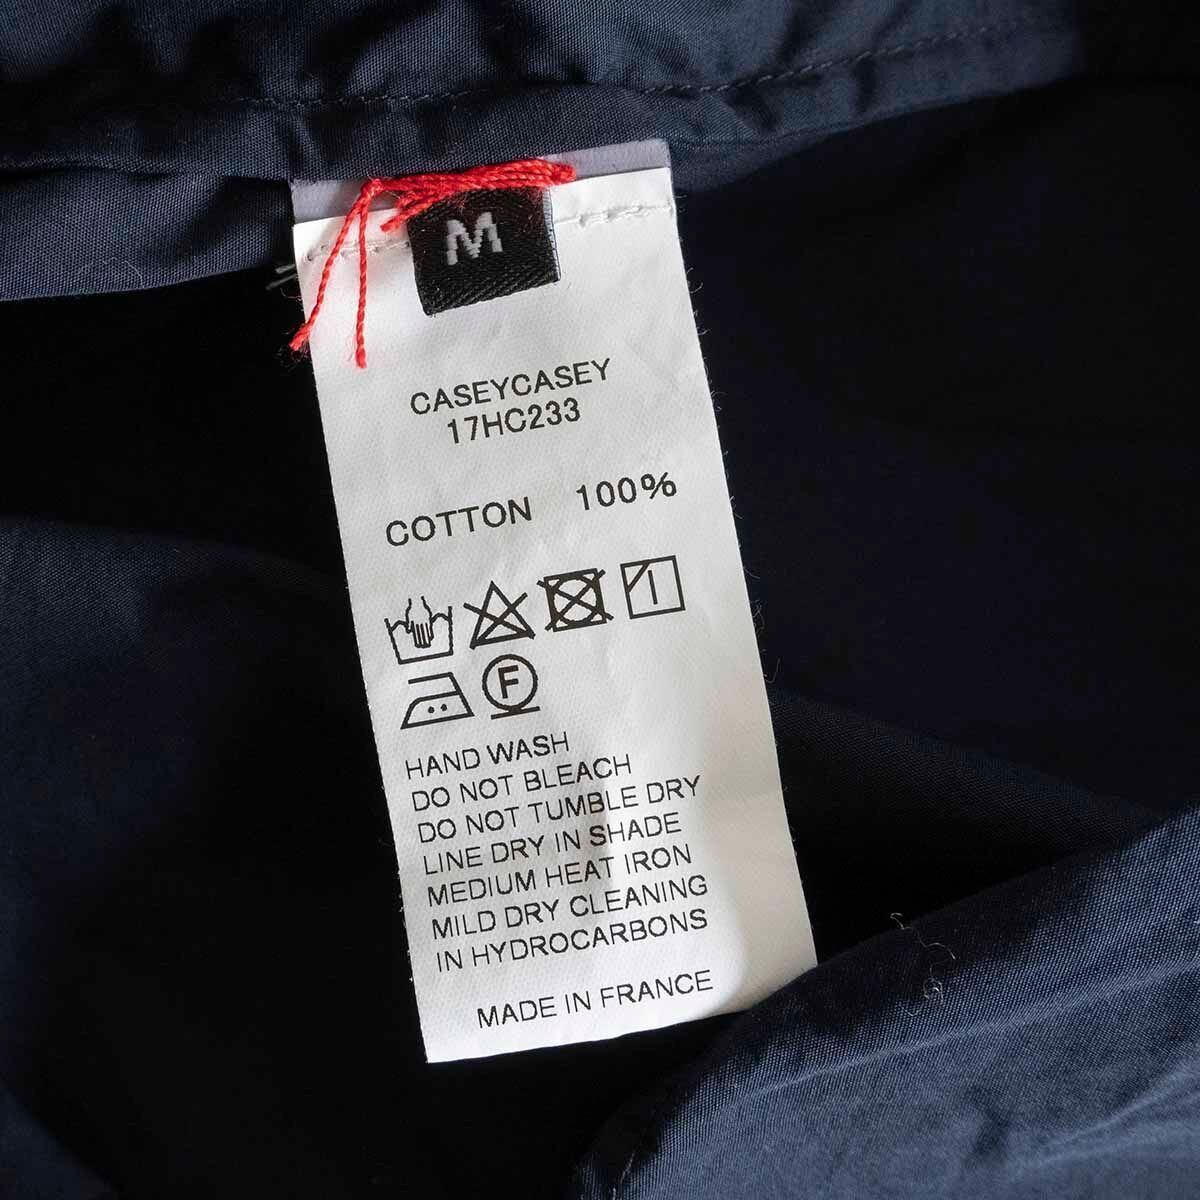 M
CASEYCASEY
17HC233
COTTON 100%
F
HAND WASH
DO NOT BLEACH
DO NOT TUMBLE DRY
LINE DRY IN SHADE
MEDIUM HEAT IRON
MILD DRY CLEANING
IN HYDROCARBONS
MADE IN FRANCE